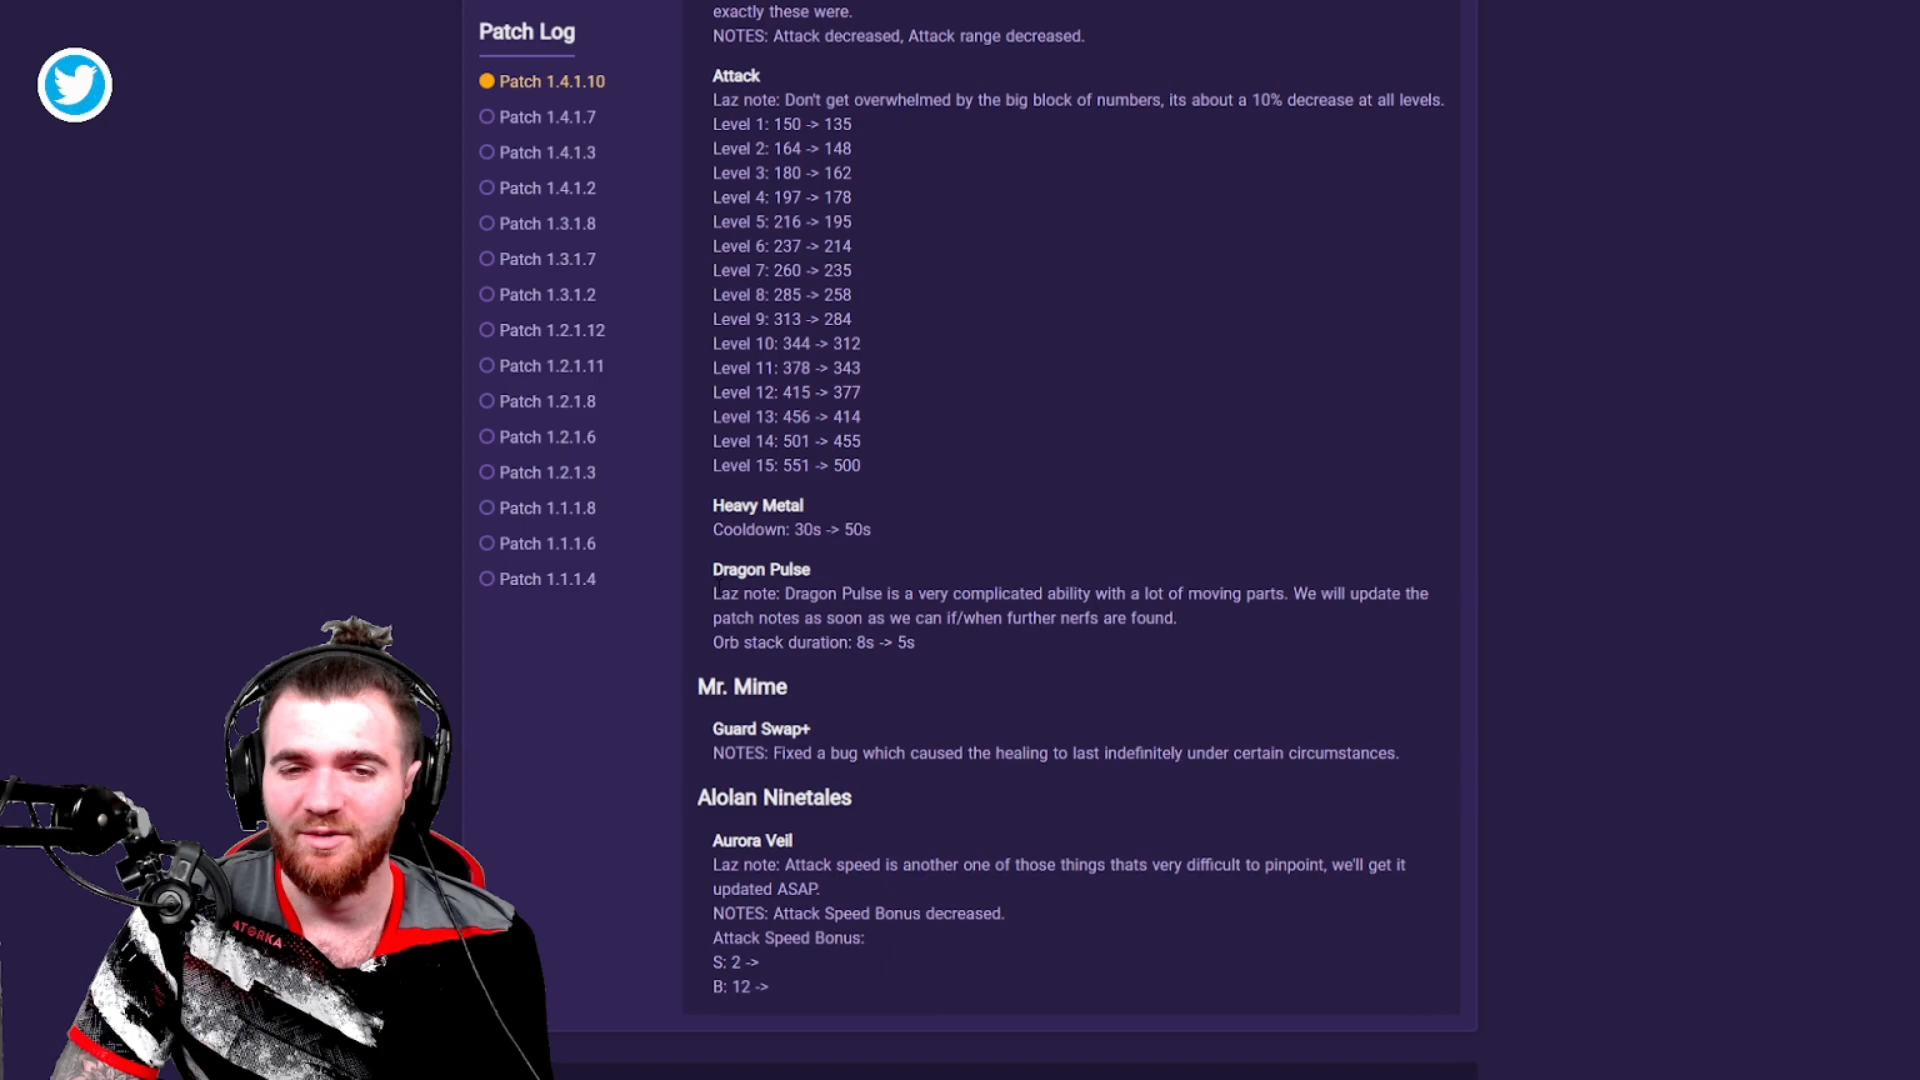 Patch Log
Patch 1.4.1.10
Patch 1.4.1.7
Patch 1.4.1.3
Patch 1.4.1.2
Patch 1.3.1.8
Patch 1.3.1.7
Patch 1.3.1.2
Patch 1.2.1.12
Patch 1.2.1.11
Patch 1.2.1.8
Patch 1.2.1.6
Patch 1.2.1.3
Patch 1.1.1.8
Patch 1.1.1.6
Patch 1.1.1.4
exactly these were.
NOTES: Attack decreased, Attack range decreased.
Attack
Laz note: Don't get overwhelmed by the big block of numbers, its about a 10% decrease at all levels.
Level 1: 150 -> 135
Level 2: 164 -> 148
Level 3: 180 -> 162
Level 4: 197 -> 178
Level 5: 216 -> 195
Level 6: 237 -> 214
Level 7: 260 -> 235
Level 8: 285 -> 258
Level 9: 313 -> 284
Level 10: 344 -> 312
Level 11: 378 -> 343
Level 12: 415 -> 377
Level 13: 456 -> 414
Level 14: 501 -> 455
Level 15: 551 -> 500
Heavy Metal
Cooldown: 30s -> 50s
Dragon Pulse
Laz note: Dragon Pulse is a very complicated ability with a lot of moving parts. We will update the
patch notes as soon as we can if/when further nerfs are found.
Orb stack duration: 8s -> 5s
Mr. Mime
Guard Swap+
NOTES: Fixed a bug which caused the healing to last indefinitely under certain circumstances.
Alolan Ninetales
Aurora Veil
Laz note: Attack speed is another one of those things thats very difficult to pinpoint, we'll get it
updated ASAP.
NOTES: Attack Speed Bonus decreased.
Attack Speed Bonus:
S: 2 ->
B: 12 ->
ATORKA